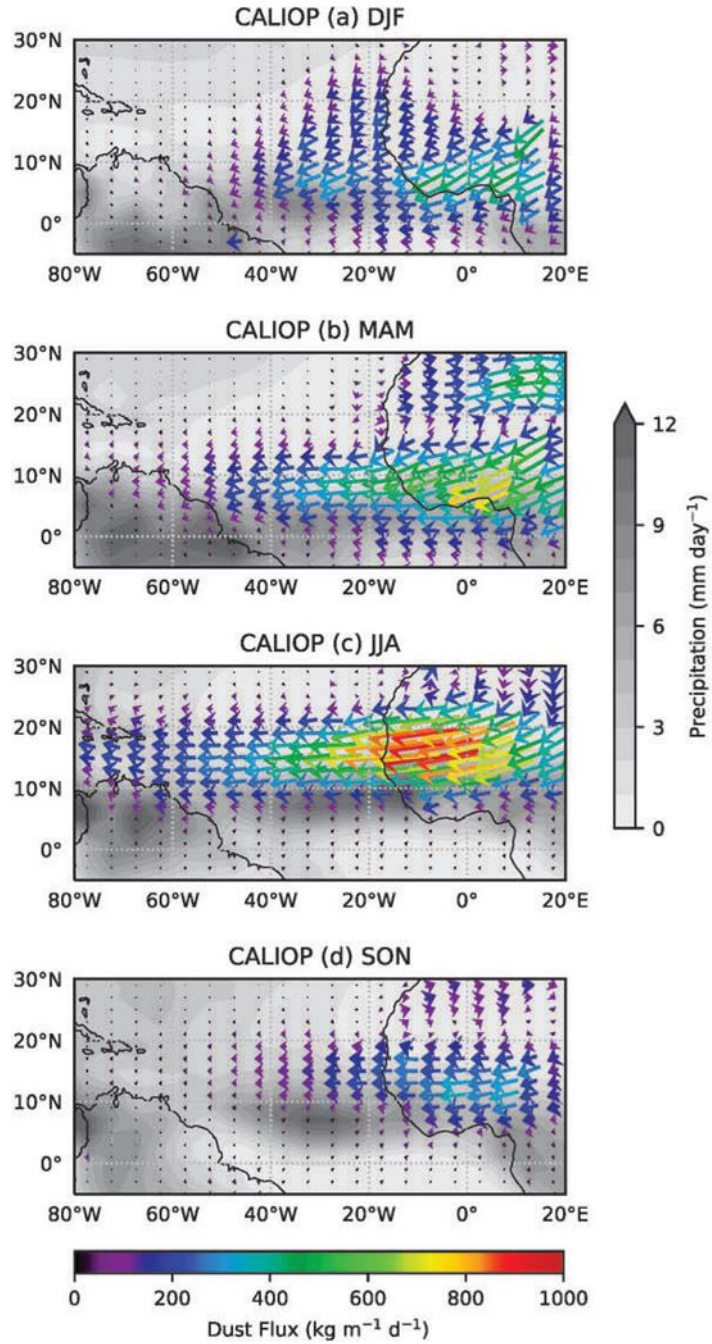 CALIOP (a) DJF
30°N
20°N
10°N
0°
80°W 60°W 40°W 20°W 0° 20°E
CALIOP (b) MAM
30°N
20°N
10°N
0°
80°W 60°W 40°W 20°W 0° 20°E
CALIOP (c) JJA
30°N
20°N
10°N
0°
80°W 60°W 40°W 20°W 0° 20°E
CALIOP (d) SON
30°N
20°N
10°N
0°
80°W 60°W 40°W 20°W 0° 20°E
12
9
6
3
0
Precipitation (mm day⁻¹)
0 200 400 600 800 1000
Dust Flux (kg m⁻¹ d⁻¹)